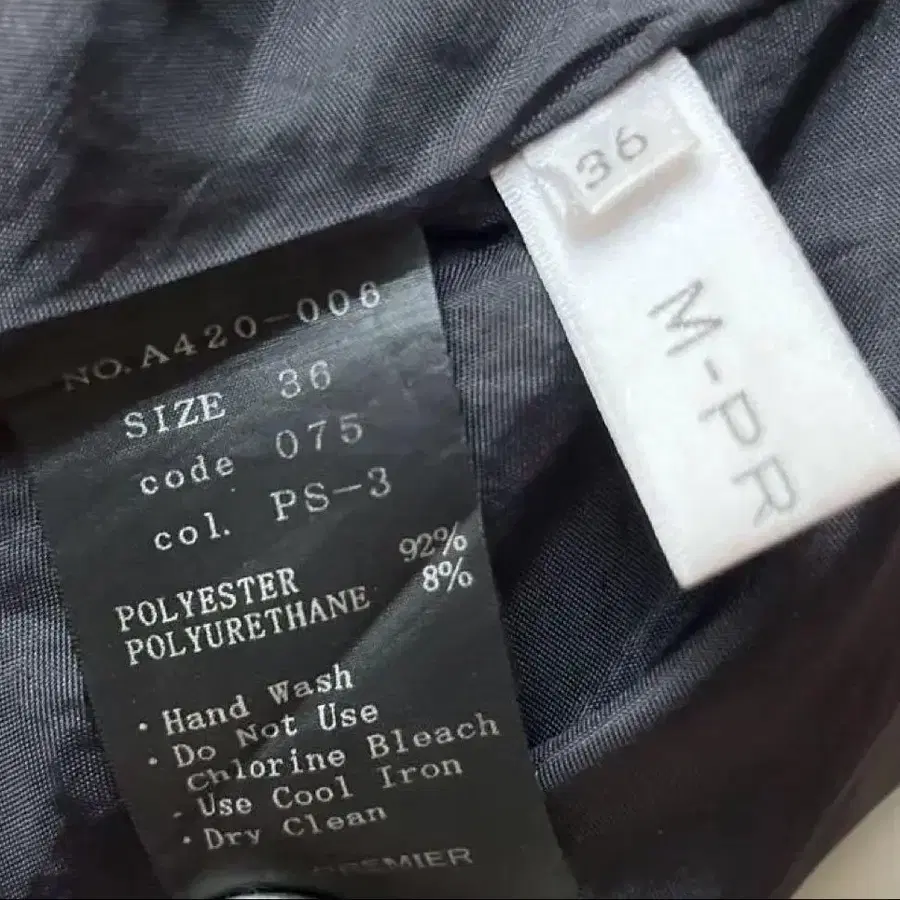 NO.A420-006
SIZE 36
code 075
col. PS-3
POLYESTER 92%
POLYURETHANE 8%
· Hand Wash
· Do Not Use
Chlorine Bleach
· Use Cool Iron
· Dry Clean
PREMIER
36
M-PR